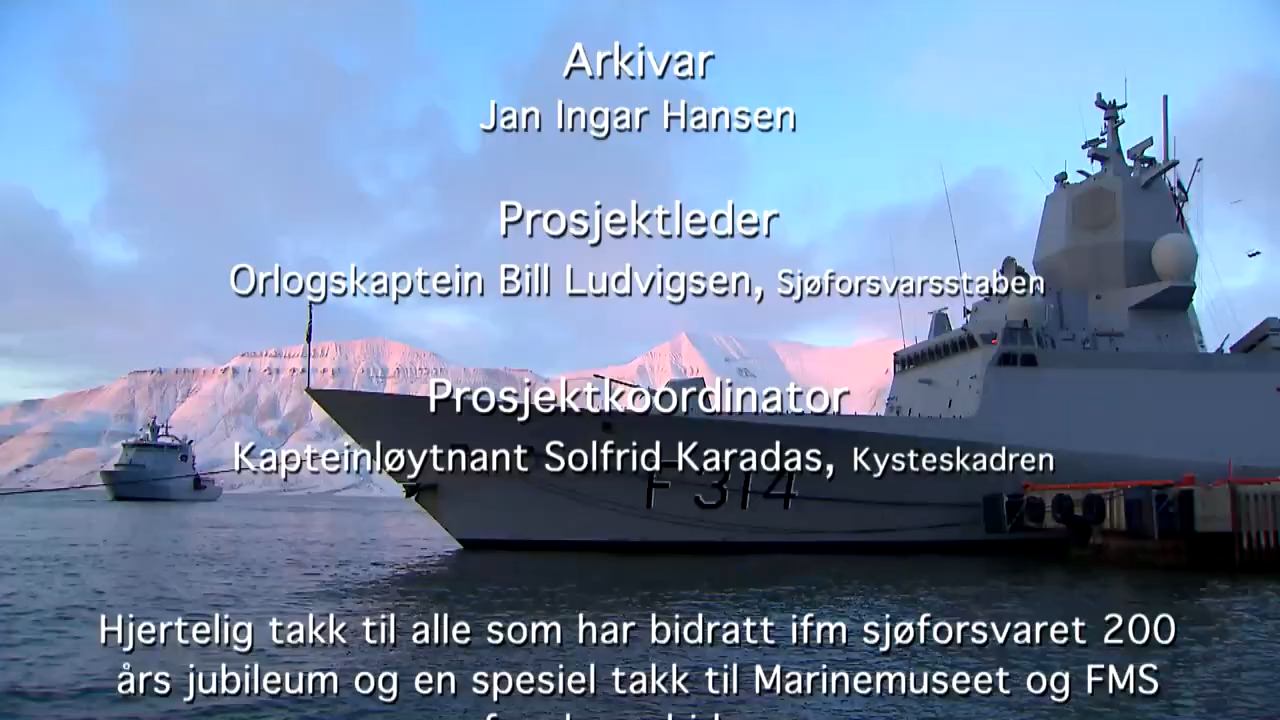 Arkivar
Jan Ingar Hansen
Prosjektleder
Orlogskaptein Bill Ludvigsen, Sjøforsvarsstaben
Prosjektkoordinator
Kapteinløytnant Solfrid Karadas, Kysteskadren
F 314
Hjertelig takk til alle som har bidratt ifm sjøforsvaret 200
års jubileum og en spesiel takk til Marinemuseet og FMS